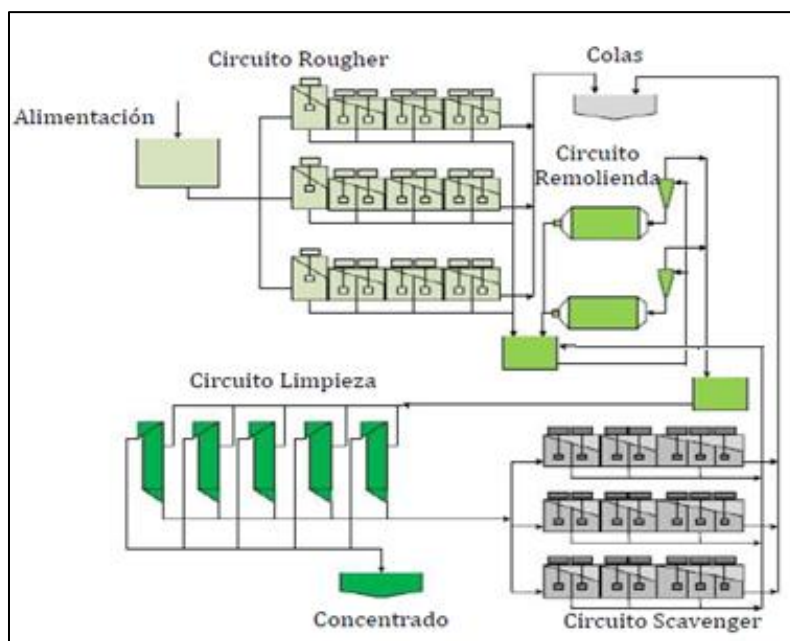 Circuito Rougher
Colas
Alimentación
Circuito
Remolienda
Circuito Limpieza
Concentrado
Circuito Scavenger